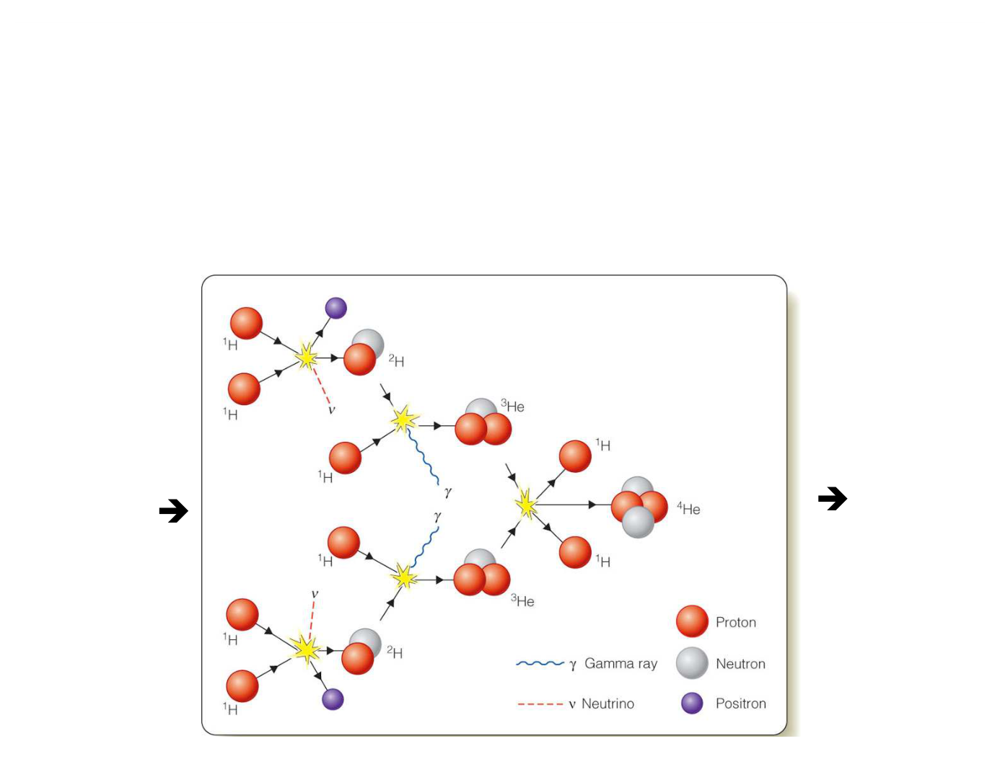 ¹H
²H
¹H
ν
³He
¹H
¹H
γ
γ
⁴He
¹H
¹H
ν
³He
¹H
²H
¹H
Proton
γ Gamma ray
Neutron
ν Neutrino
Positron